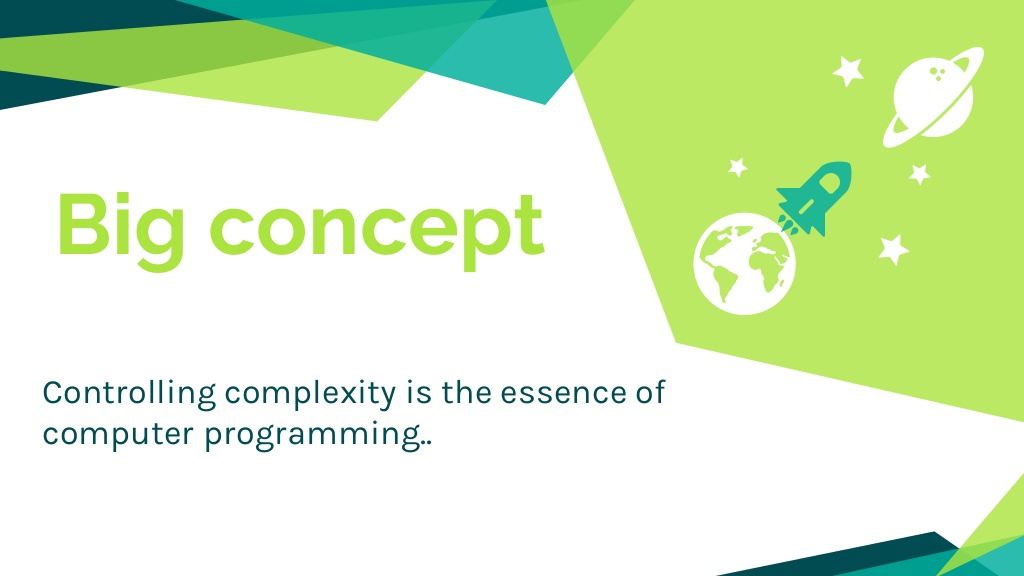 Big concept
Controlling complexity is the essence of
computer programming..